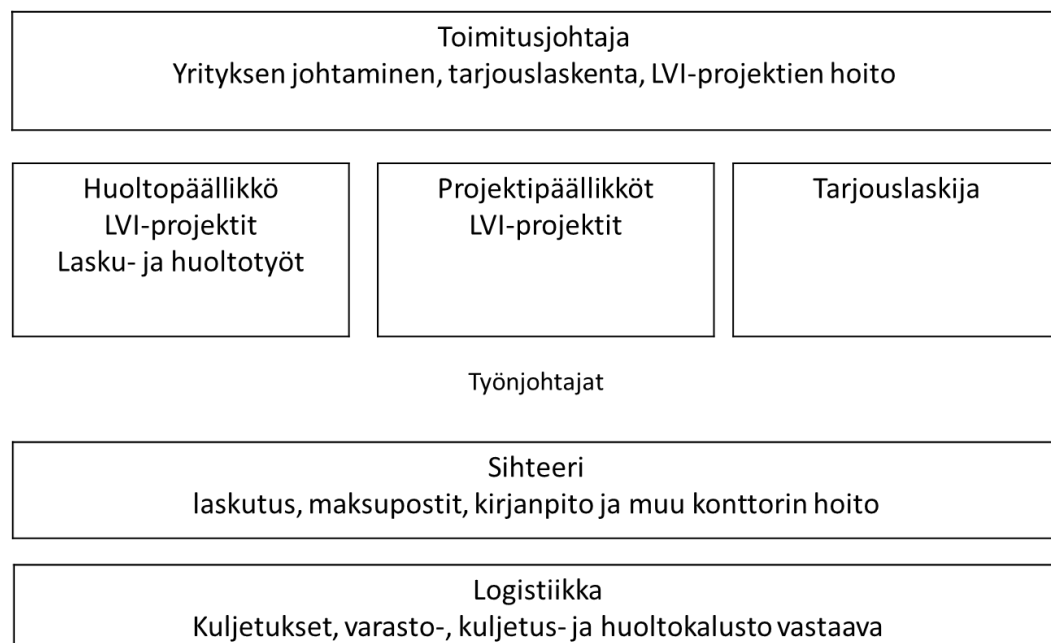 Toimitusjohtaja
Yrityksen johtaminen, tarjouslaskenta, LVI-projektien hoito
Huoltopäällikkö
LVI-projektit
Lasku- ja huoltotyöt
Projektipäällikköt
LVI-projektit
Tarjouslaskija
Työnjohtajat
Sihteeri
laskutus, maksupostit, kirjanpito ja muu konttorin hoito
Logistiikka
Kuljetukset, varasto-, kuljetus- ja huoltokalusto vastaava